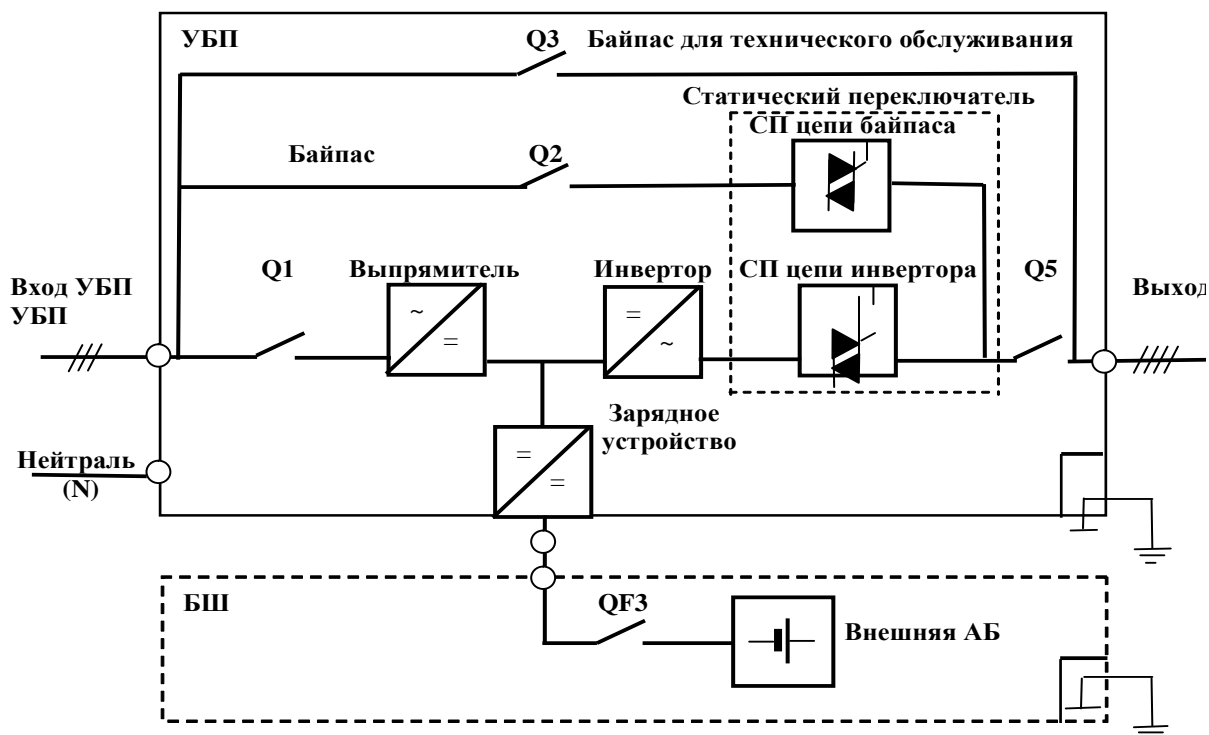 УБП
Q3
Байпас для технического обслуживания
Статический переключатель
СП цепи байпаса
Байпас
Q2
Q1
Выпрямитель
Инвертор
СП цепи инвертора
Q5
Вход УБП
УБП
Выход
~
=
=
~
Зарядное
устройство
Нейтраль
(N)
=
=
БШ
QF3
Внешняя АБ